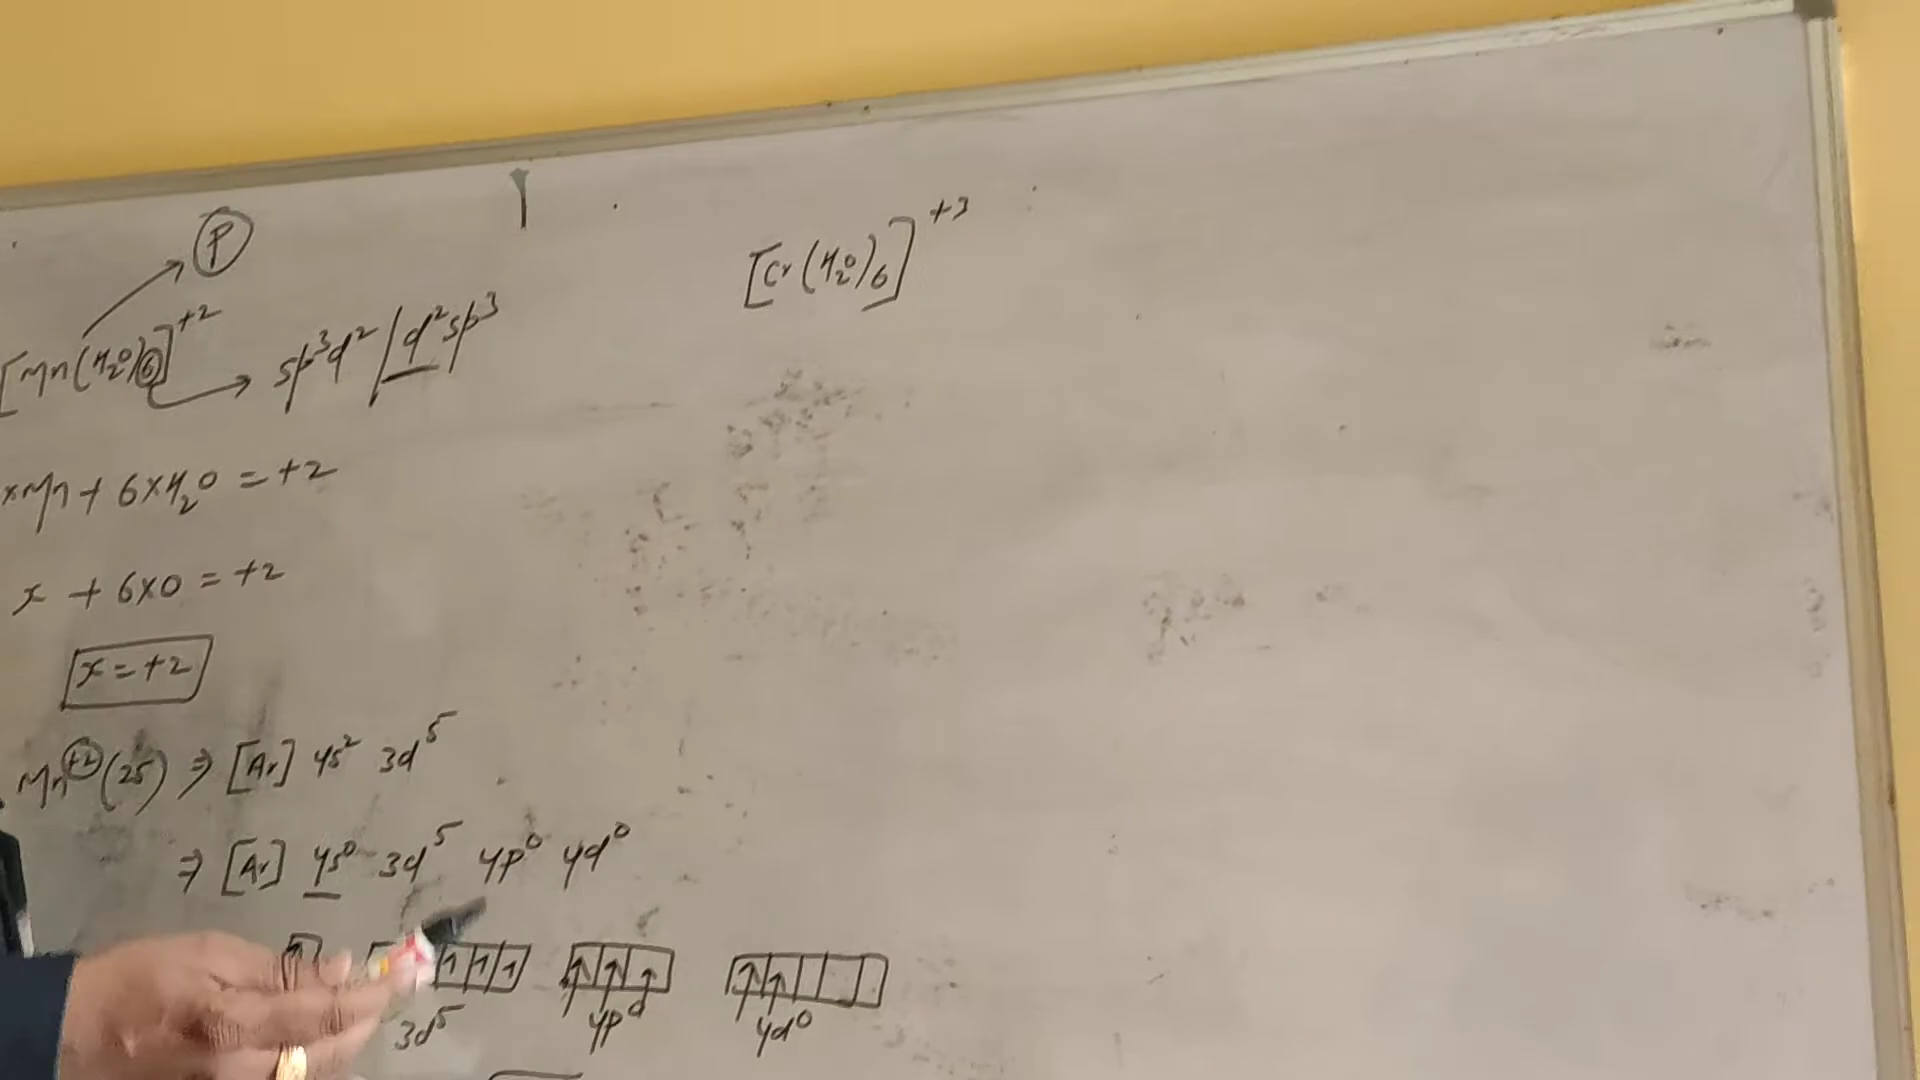 P
[Mn(H2O)6]+2 → sp³d² / d²sp³
xMn + 6×H2O = +2
x + 6×0 = +2
x = +2
Mn+2 (25) ⇒ [Ar] 4s² 3d⁵
⇒ [Ar] 4s⁰ 3d⁵ 4p⁰ 4d⁰
3d⁵ 4p⁰ 4d⁰
[Cr(H2O)6]+3